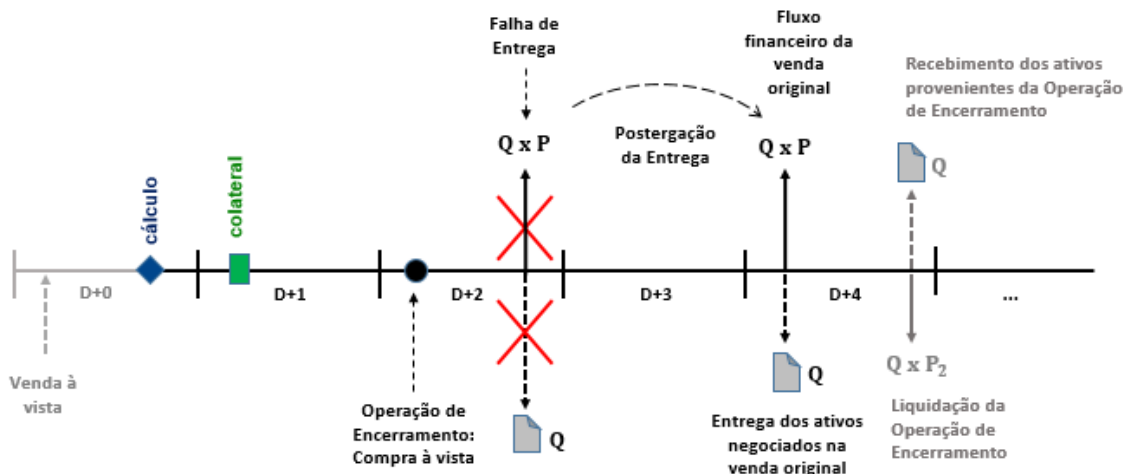 Falha de
Entrega
Fluxo
financeiro da
venda
original
Recebimento dos ativos
provenientes da Operação
de Encerramento
Q x P
Postergação
da Entrega
Q x P
Q
cálculo
colateral
D+0
D+1
D+2
D+3
D+4
...
Venda à
vista
Operação de
Encerramento:
Compra à vista
Q
Q
Entrega dos ativos
negociados na
venda original
Q x P₂
Liquidação da
Operação de
Encerramento